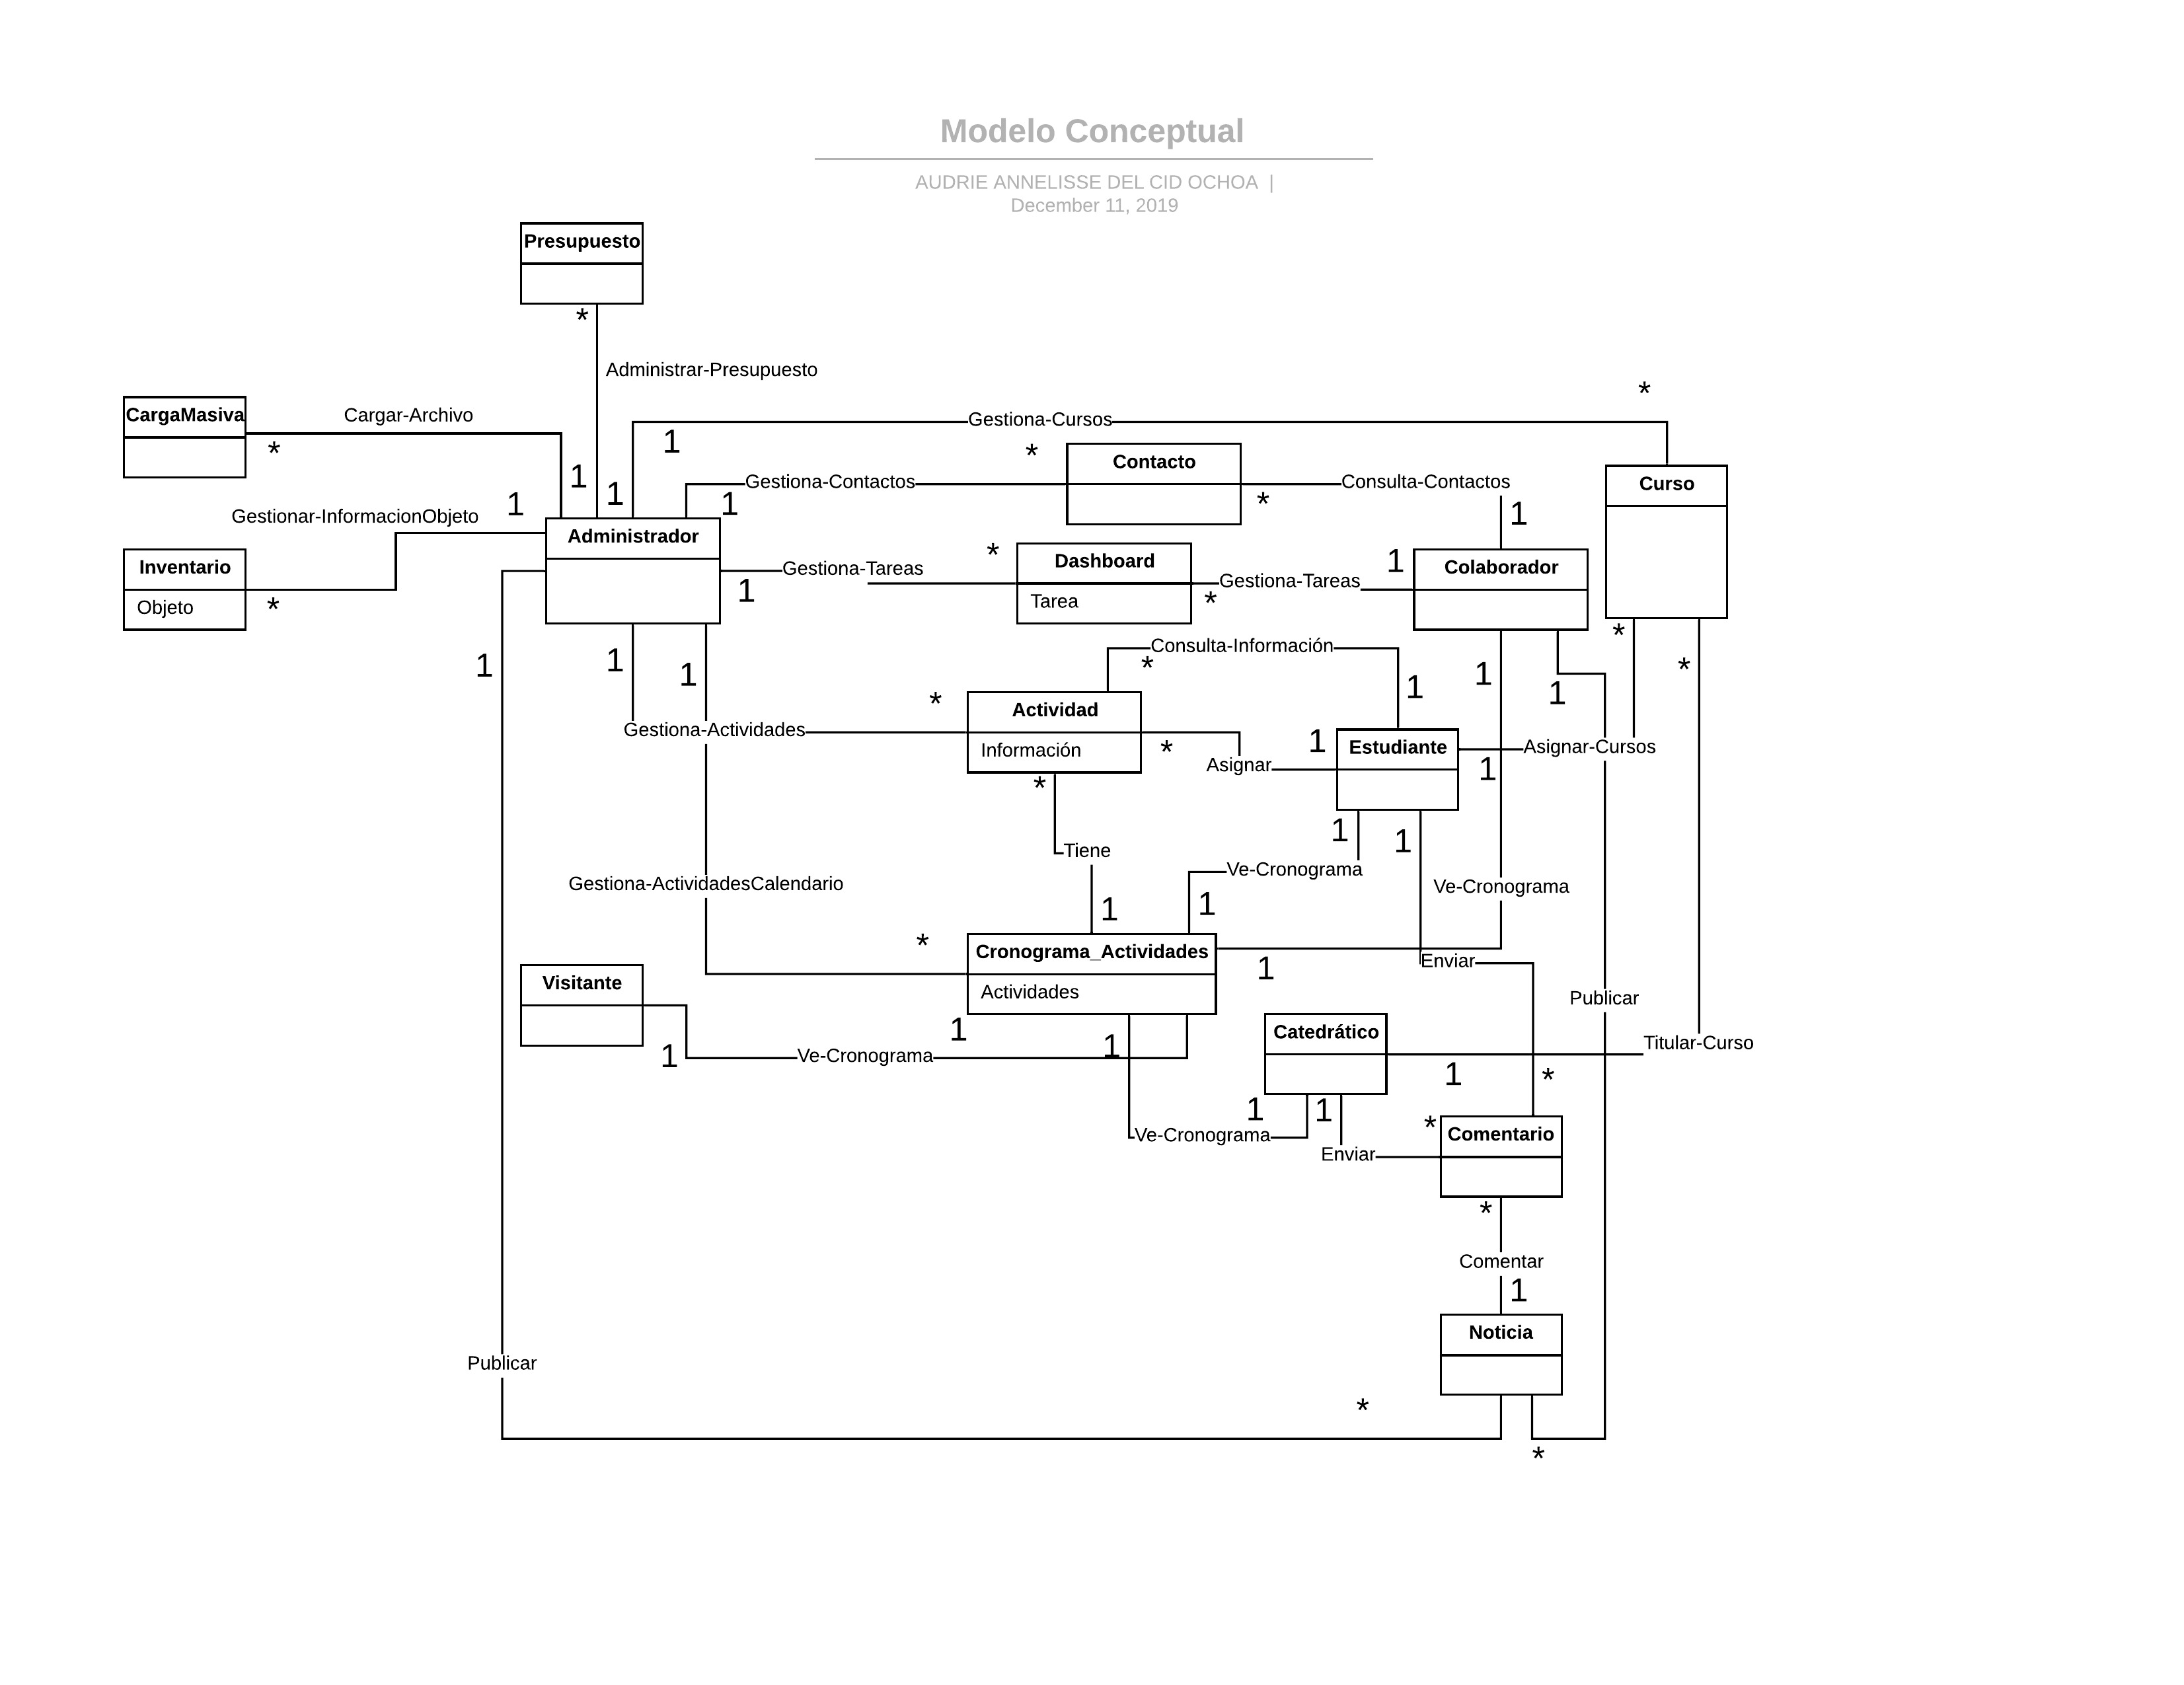 Modelo Conceptual
AUDRIE ANNELISSE DEL CID OCHOA |
December 11, 2019
Presupuesto
*
Administrar-Presupuesto
*
CargaMasiva
Cargar-Archivo
Gestiona-Cursos
*
1
1
1
*
Contacto
Gestiona-Contactos
Consulta-Contactos
1
*
1
Curso
Gestionar-InformacionObjeto
1
Administrador
Inventario
Objeto
*
Gestiona-Tareas
1
*
Dashboard
Tarea
Gestiona-Tareas
*
1
Colaborador
Consulta-Información
*
1
*
*
1
1
1
1
1
*
Actividad
Información
Gestiona-Actividades
*
Asignar
1
Estudiante
Asignar-Cursos
1
*
Tiene
1
1
1
Ve-Cronograma
1
Ve-Cronograma
Gestiona-ActividadesCalendario
*
Cronograma_Actividades
Actividades
1
Enviar
Visitante
Publicar
1
Ve-Cronograma
1
1
Catedrático
Titular-Curso
1
*
1
1
Ve-Cronograma
Enviar
*
Comentario
*
Comentar
1
Noticia
Publicar
*
*